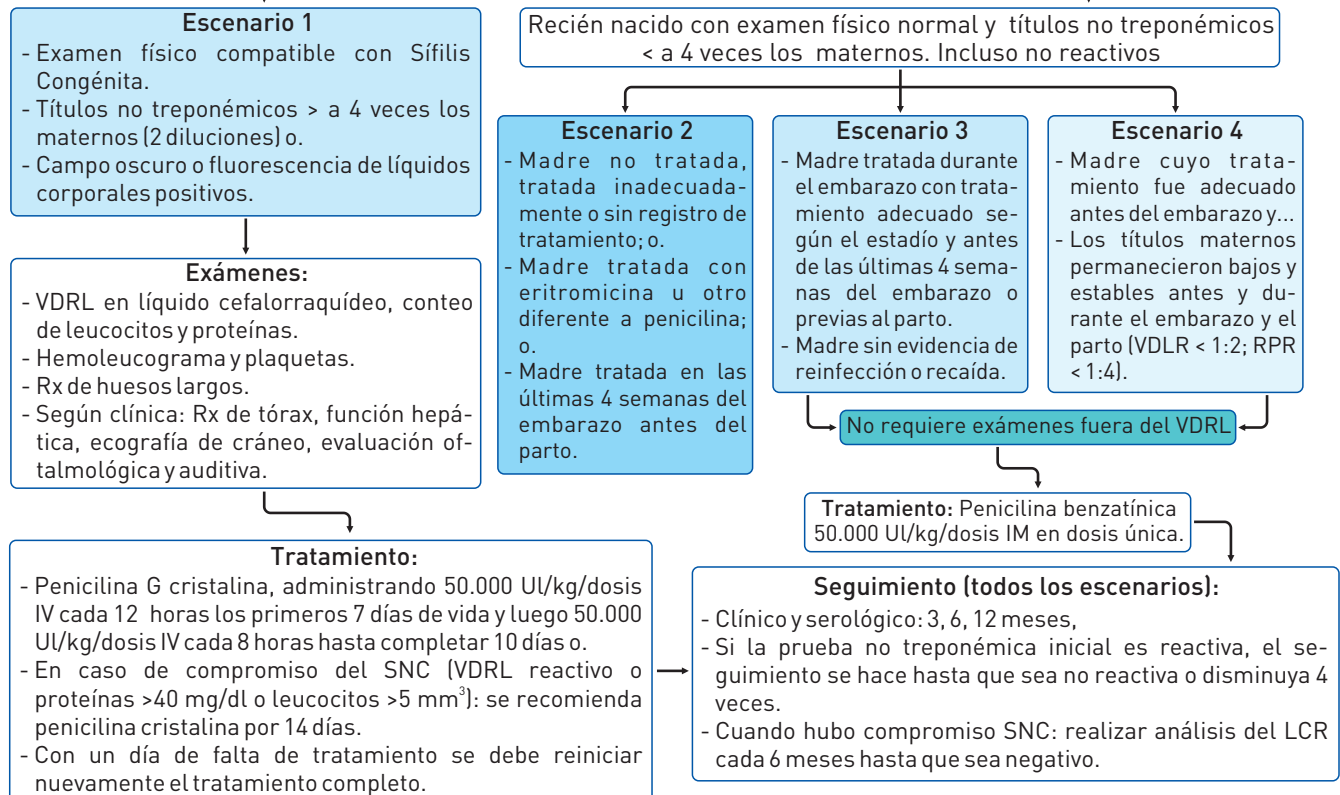 Escenario 1
- Examen físico compatible con Sífilis
Congénita.
- Títulos no treponémicos > a 4 veces los
maternos (2 diluciones) o.
- Campo oscuro o fluorescencia de líquidos
corporales positivos.
Exámenes:
- VDRL en líquido cefalorraquídeo, conteo
de leucocitos y proteínas.
- Hemoleucograma y plaquetas.
- Rx de huesos largos.
- Según clínica: Rx de tórax, función hepá-
tica, ecografía de cráneo, evaluación of-
talmológica y auditiva.
Tratamiento:
- Penicilina G cristalina, administrando 50.000 UI/kg/dosis
IV cada 12 horas los primeros 7 días de vida y luego 50.000
UI/kg/dosis IV cada 8 horas hasta completar 10 días o.
- En caso de compromiso del SNC (VDRL reactivo o
proteínas >40 mg/dl o leucocitos >5 mm³): se recomienda
penicilina cristalina por 14 días.
- Con un día de falta de tratamiento se debe reiniciar
nuevamente el tratamiento completo.
Recién nacido con examen físico normal y títulos no treponémicos
< a 4 veces los maternos. Incluso no reactivos
Escenario 2
- Madre no tratada,
tratada inadecuada-
mente o sin registro de
tratamiento; o.
- Madre tratada con
eritromicina u otro
diferente a penicilina;
o.
- Madre tratada en las
últimas 4 semanas del
embarazo antes del
parto.
Escenario 3
- Madre tratada durante
el embarazo con trata-
miento adecuado se-
gún el estadío y antes
de las últimas 4 sema-
nas del embarazo o
previas al parto.
- Madre sin evidencia de
reinfección o recaída.
Escenario 4
- Madre cuyo trata-
miento fue adecuado
antes del embarazo y...
- Los títulos maternos
permanecieron bajos y
estables antes y du-
rante el embarazo y el
parto (VDLR < 1:2; RPR
< 1:4).
No requiere exámenes fuera del VDRL
Tratamiento: Penicilina benzatínica
50.000 UI/kg/dosis IM en dosis única.
Seguimiento (todos los escenarios):
- Clínico y serológico: 3, 6, 12 meses,
- Si la prueba no treponémica inicial es reactiva, el se-
guimiento se hace hasta que sea no reactiva o disminuya 4
veces.
- Cuando hubo compromiso SNC: realizar análisis del LCR
cada 6 meses hasta que sea negativo.